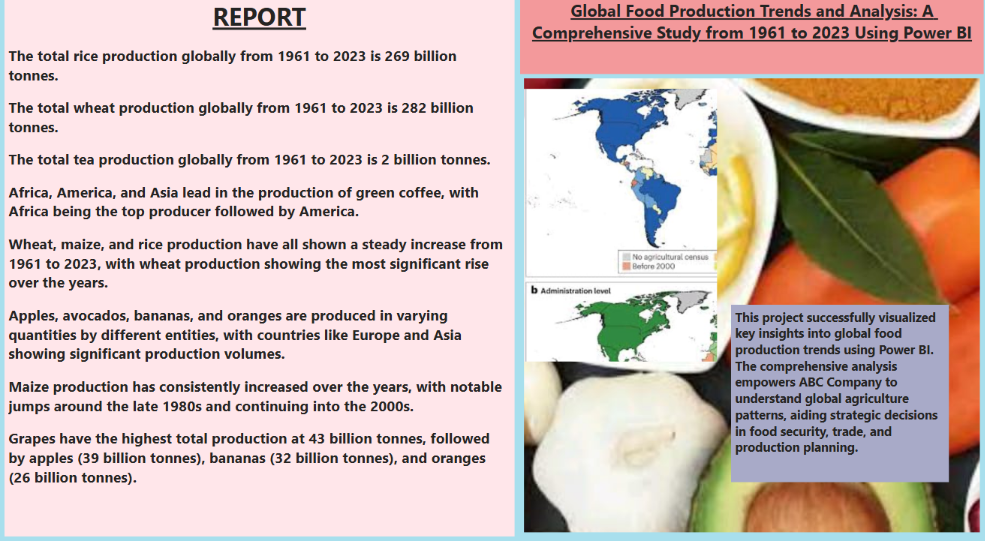 REPORT
The total rice production globally from 1961 to 2023 is 269 billion
tonnes.
The total wheat production globally from 1961 to 2023 is 282 billion
tonnes.
The total tea production globally from 1961 to 2023 is 2 billion tonnes.
Africa, America, and Asia lead in the production of green coffee, with
Africa being the top producer followed by America.
Wheat, maize, and rice production have all shown a steady increase from
1961 to 2023, with wheat production showing the most significant rise
over the years.
Apples, avocados, bananas, and oranges are produced in varying
quantities by different entities, with countries like Europe and Asia
showing significant production volumes.
Maize production has consistently increased over the years, with notable
jumps around the late 1980s and continuing into the 2000s.
Grapes have the highest total production at 43 billion tonnes, followed
by apples (39 billion tonnes), bananas (32 billion tonnes), and oranges
(26 billion tonnes).
Global Food Production Trends and Analysis: A
Comprehensive Study from 1961 to 2023 Using Power BI
No agricultural census
Before 2000
b Administration level
This project successfully visualized
key insights into global food
production trends using Power BI.
The comprehensive analysis
empowers ABC Company to
understand global agriculture
patterns, aiding strategic decisions
in food security, trade, and
production planning.